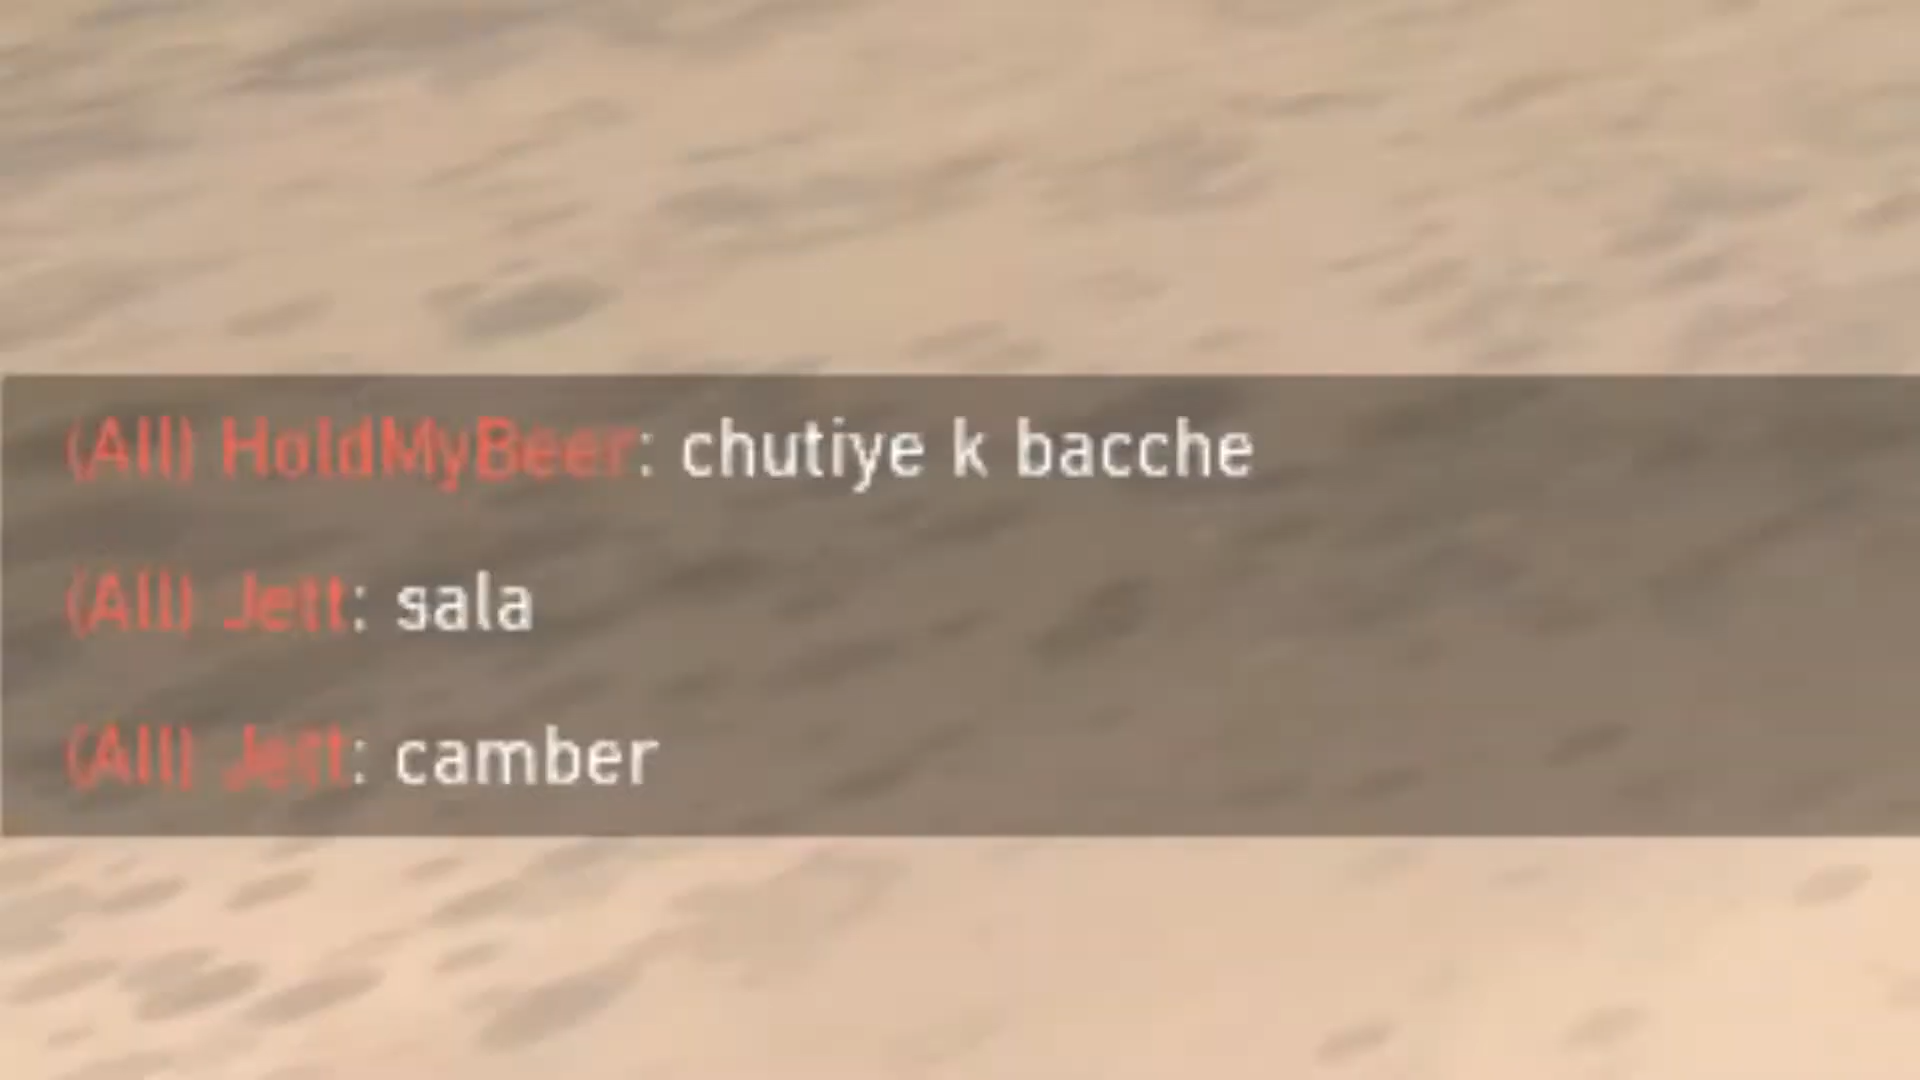 (All) HoldMyBeer: chutiye k bacche
(All) Jett: sala
(All) Jett: camber